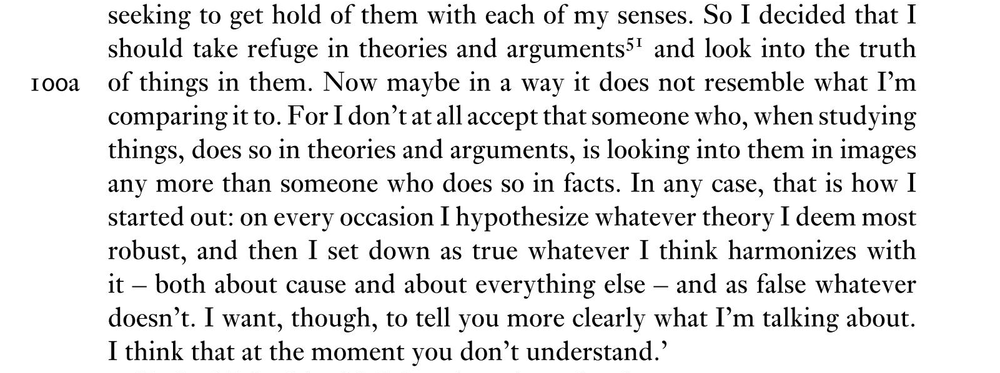 seeking to get hold of them with each of my senses. So I decided that I
should take refuge in theories and arguments⁵¹ and look into the truth
100a of things in them. Now maybe in a way it does not resemble what I’m
comparing it to. For I don’t at all accept that someone who, when studying
things, does so in theories and arguments, is looking into them in images
any more than someone who does so in facts. In any case, that is how I
started out: on every occasion I hypothesize whatever theory I deem most
robust, and then I set down as true whatever I think harmonizes with
it – both about cause and about everything else – and as false whatever
doesn’t. I want, though, to tell you more clearly what I’m talking about.
I think that at the moment you don’t understand.’